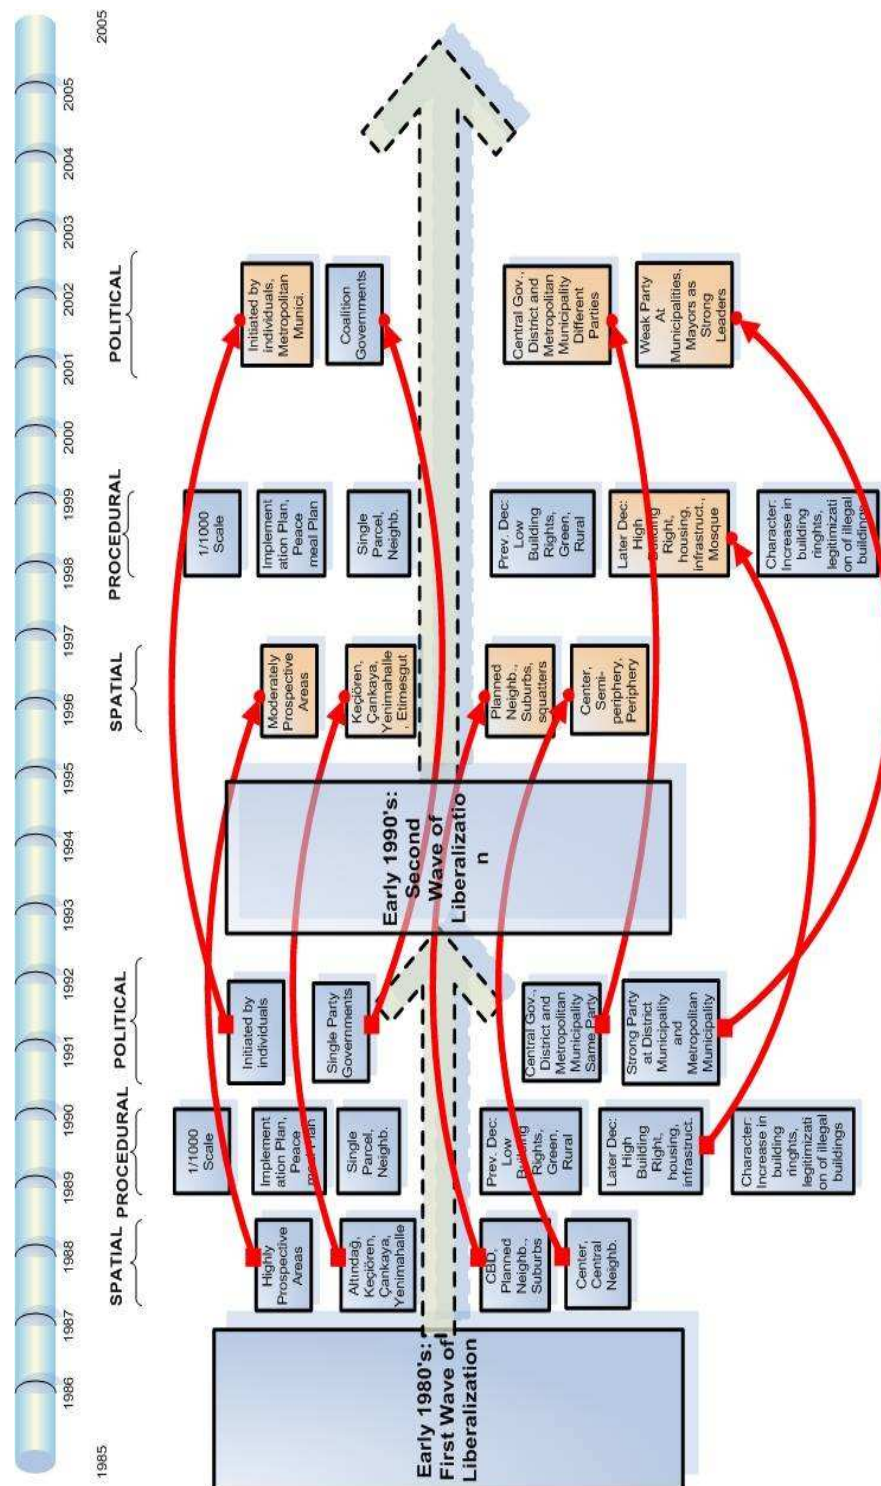 1985
1986
1987
1988
1989
1990
1991
1992
1993
1994
1995
1996
1997
1998
1999
2000
2001
2002
2003
2004
2005
2005
Early 1980's:
First Wave of
Liberalization
SPATIAL
Highly
Prospective
Areas
Altındağ,
Keçiören,
Çankaya,
Yenimahalle
CBD,
Planned
Neighb.,
Suburbs
Center,
Central
Neighb.
PROCEDURAL
1/1000
Scale
Implement
ation Plan,
Peace
meal Plan
Single
Parcel,
Neighb.
Prev. Dec:
Low
Building
Rights,
Green,
Rural
Later Dec:
High
Building
Right,
housing,
infrastruct.
Character:
Increase in
building
ringhts,
legitimizati
on of illegal
buildings
POLITICAL
Initiated by
individuals
Single Party
Governments
Central Gov.,
District and
Metropolitan
Municipality
Same Party
Strong Party
at District
Municipality
and
Metropolitan
Municipality
Early 1990's:
Second
Wave of
Liberalizatio
n
SPATIAL
Moderately
Prospective
Areas
Keçiören,
Çankaya,
Yenimahalle
, Etimesgut
Planned
Neighb.,
Suburbs,
squatters
Center,
Semi-
periphery,
Periphery
PROCEDURAL
1/1000
Scale
Implement
ation Plan,
Peace
meal Plan
Single
Parcel,
Neighb.
Prev. Dec:
Low
Building
Rights,
Green,
Rural
Later Dec:
High
Building
Right,
housing,
infrastruct.,
Mosque
Character:
Increase in
building
ringhts,
legitimizati
on of illegal
buildings
POLITICAL
Initiated by
individuals,
Metropolitan
Munici.
Coalition
Governments
Central Gov.,
District and
Metropolitan
Municipality
Different
Parties
Weak Party
At
Municipalities,
Mayors as
Strong
Leaders